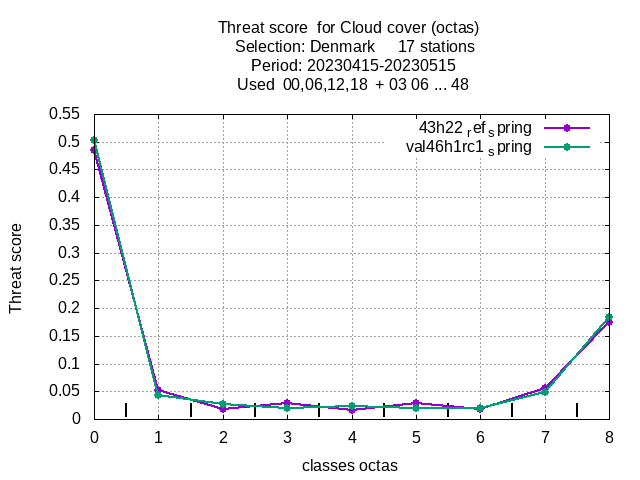 Threat score  for Cloud cover (octas)
Selection: Denmark     17 stations
Period: 20230415-20230515
Used  00,06,12,18  + 03 06 ... 48
43h22 ref spring
val46h1rc1 spring
0.55
0.5
0.45
0.4
0.35
0.3
0.25
0.2
0.15
0.1
0.05
0
Threat score
0 1 2 3 4 5 6 7 8
classes octas